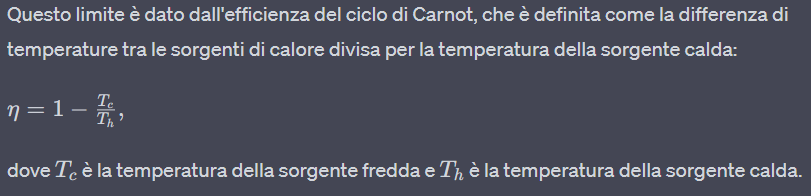 Questo limite è dato dall'efficienza del ciclo di Carnot, che è definita come la differenza di
temperature tra le sorgenti di calore divisa per la temperatura della sorgente calda:
η = 1 − T_c/T_h,
dove T_c è la temperatura della sorgente fredda e T_h è la temperatura della sorgente calda.